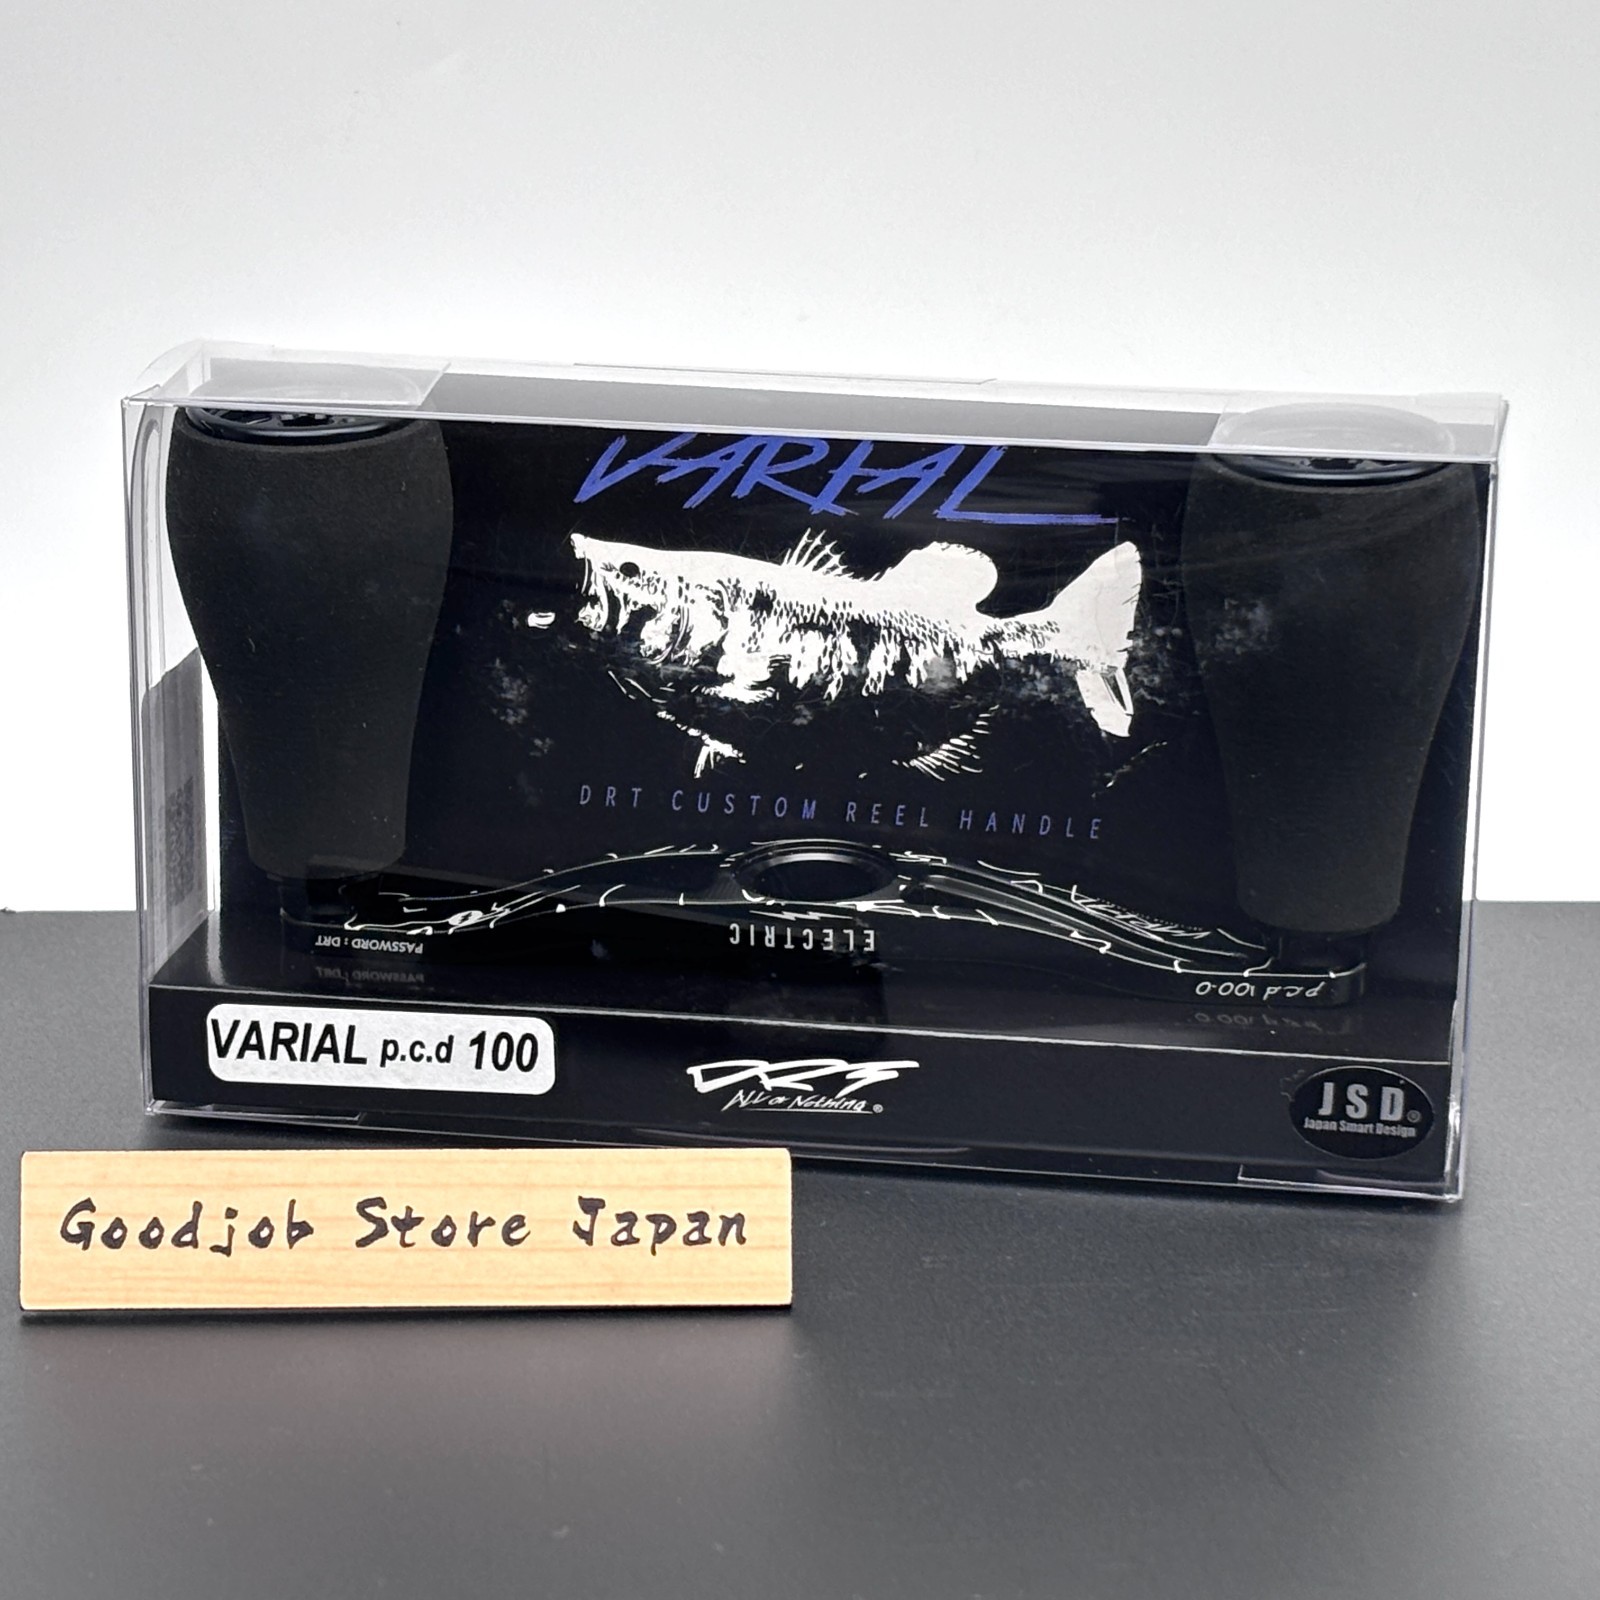 VARIAL
DRT CUSTOM REEL HANDLE
PASSWORD : DRT
ELECTRIC
VARIAL
p.c.d 100.0
VARIAL p.c.d 100
DRT
All or Nothing ®
JSD®
Japan Smart Design
Goodjob Store Japan